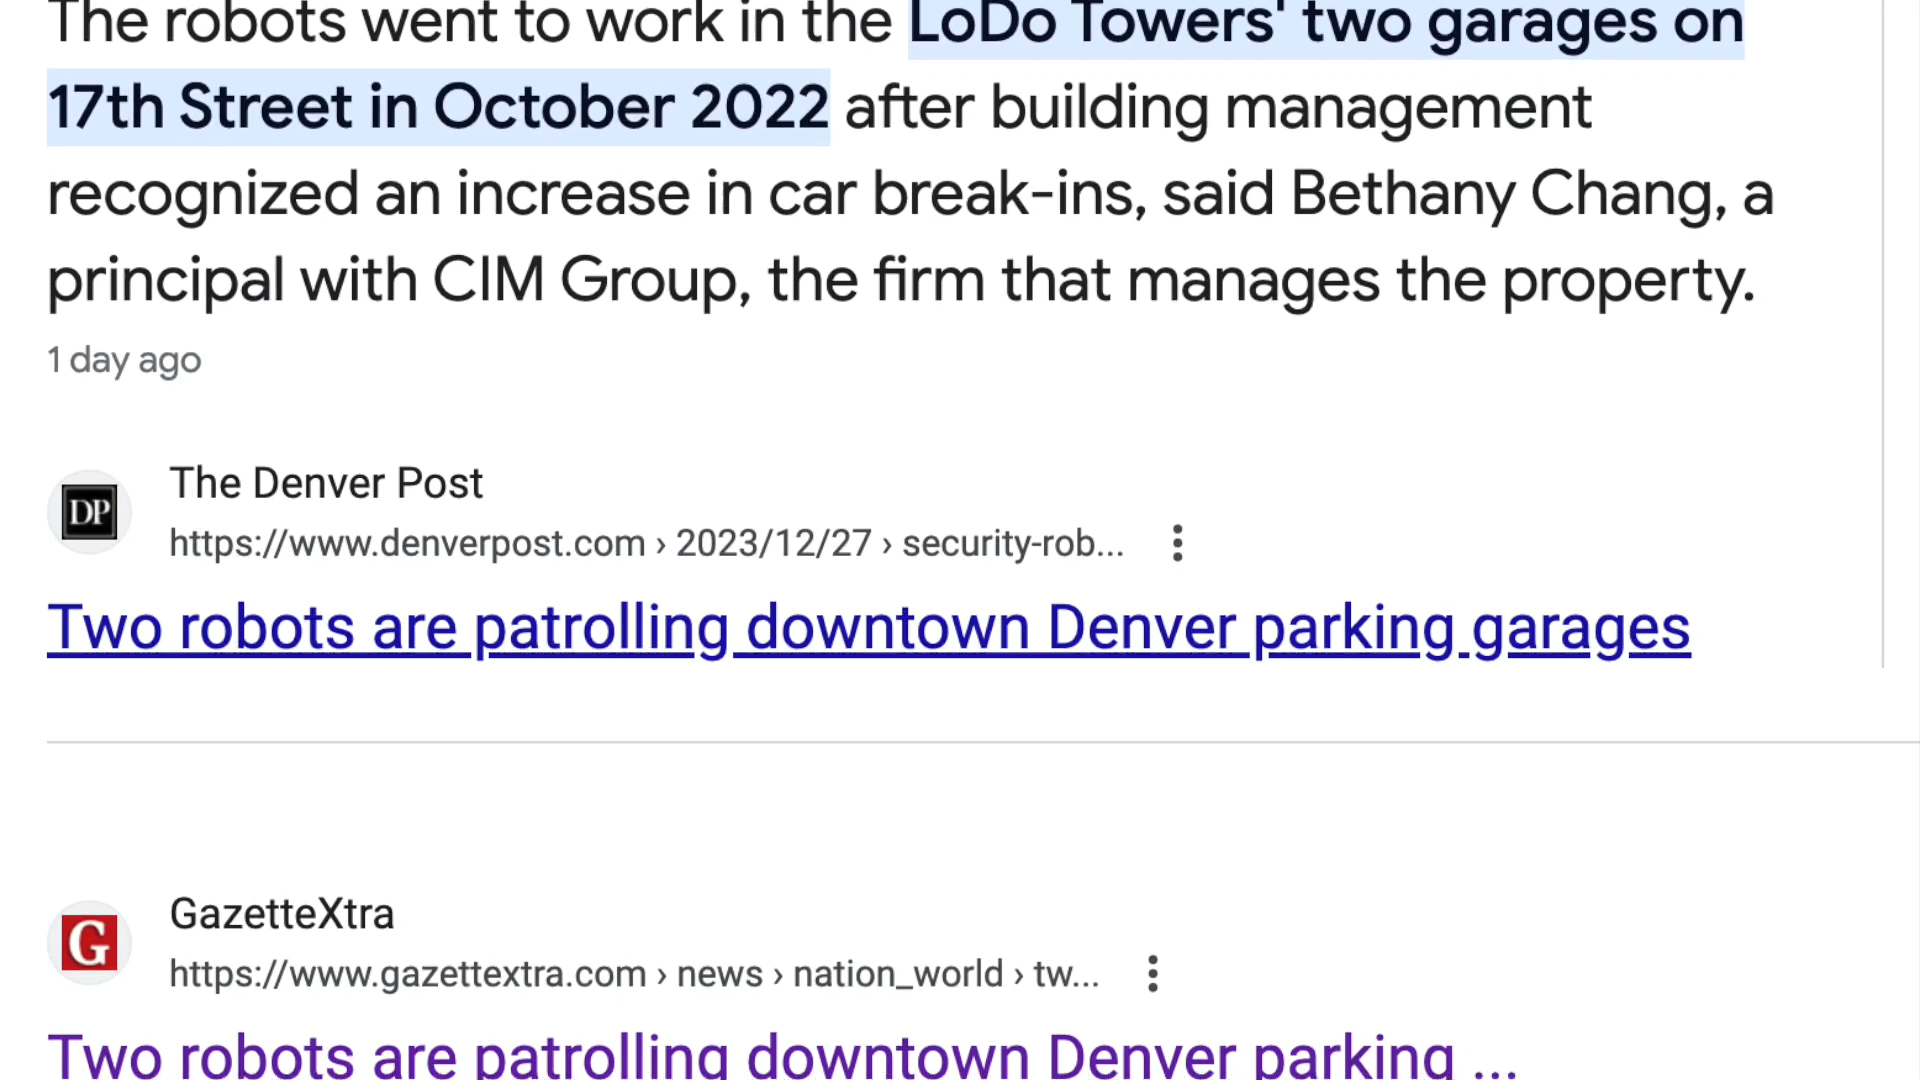 The robots went to work in the LoDo Towers' two garages on
17th Street in October 2022 after building management
recognized an increase in car break-ins, said Bethany Chang, a
principal with CIM Group, the firm that manages the property.
1 day ago
DP
The Denver Post
https://www.denverpost.com › 2023/12/27 › security-rob...
Two robots are patrolling downtown Denver parking garages
G
GazetteXtra
https://www.gazettextra.com › news › nation_world › tw...
Two robots are patrolling downtown Denver parking ...